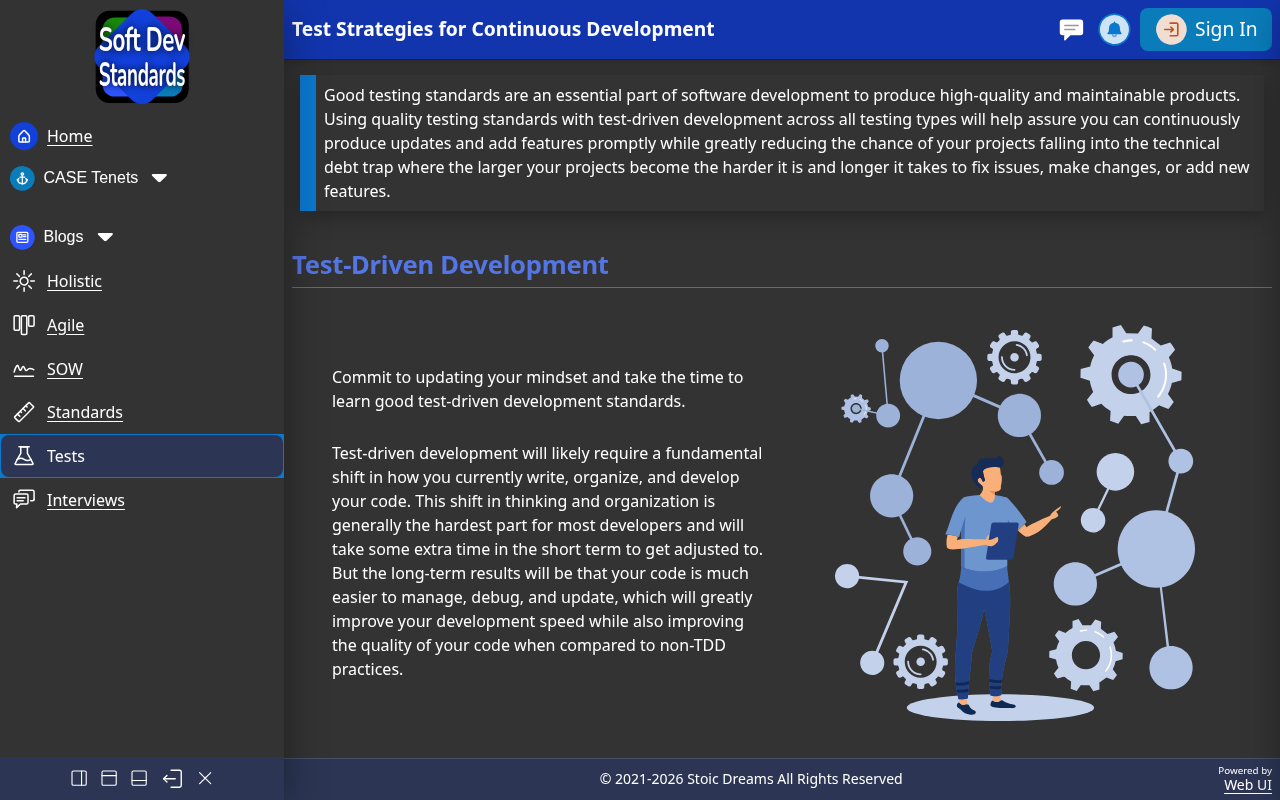 Soft Dev
Standards
Home
CASE Tenets
Blogs
Holistic
Agile
SOW
Standards
Tests
Interviews
Test Strategies for Continuous Development
Sign In
Good testing standards are an essential part of software development to produce high-quality and maintainable products.
Using quality testing standards with test-driven development across all testing types will help assure you can continuously
produce updates and add features promptly while greatly reducing the chance of your projects falling into the technical
debt trap where the larger your projects become the harder it is and longer it takes to fix issues, make changes, or add new
features.
Test-Driven Development
Commit to updating your mindset and take the time to
learn good test-driven development standards.
Test-driven development will likely require a fundamental
shift in how you currently write, organize, and develop
your code. This shift in thinking and organization is
generally the hardest part for most developers and will
take some extra time in the short term to get adjusted to.
But the long-term results will be that your code is much
easier to manage, debug, and update, which will greatly
improve your development speed while also improving
the quality of your code when compared to non-TDD
practices.
© 2021-2026 Stoic Dreams All Rights Reserved
Powered by
Web UI